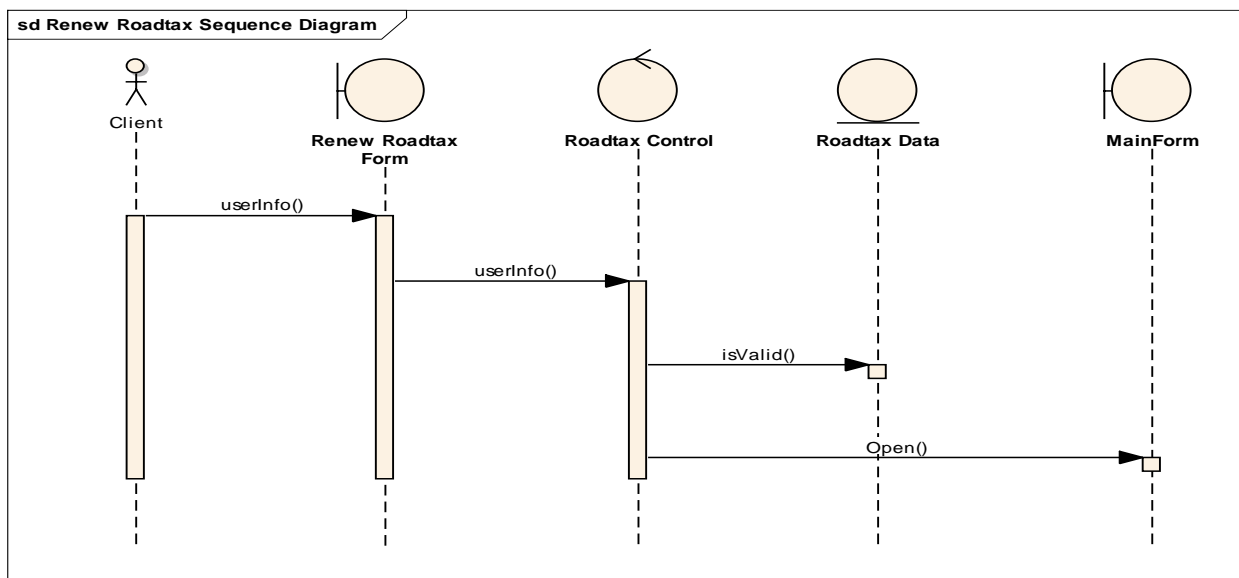 sd Renew Roadtax Sequence Diagram
Client
Renew Roadtax
Form
Roadtax Control
Roadtax Data
MainForm
userInfo()
userInfo()
isValid()
Open()